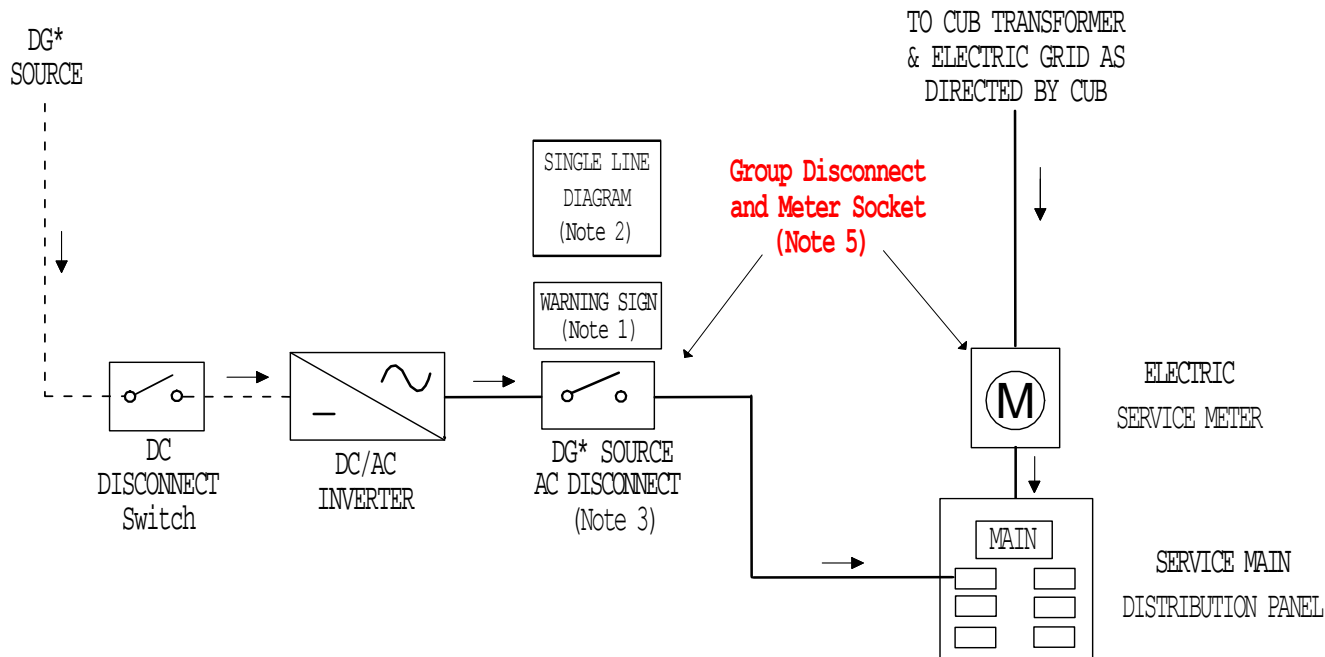 DG*
SOURCE
TO CUB TRANSFORMER
& ELECTRIC GRID AS
DIRECTED BY CUB
SINGLE LINE
DIAGRAM
(Note 2)
Group Disconnect
and Meter Socket
(Note 5)
WARNING SIGN
(Note 1)
DC
DISCONNECT
Switch
DC/AC
INVERTER
DG* SOURCE
AC DISCONNECT
(Note 3)
M
ELECTRIC
SERVICE METER
MAIN
SERVICE MAIN
DISTRIBUTION PANEL